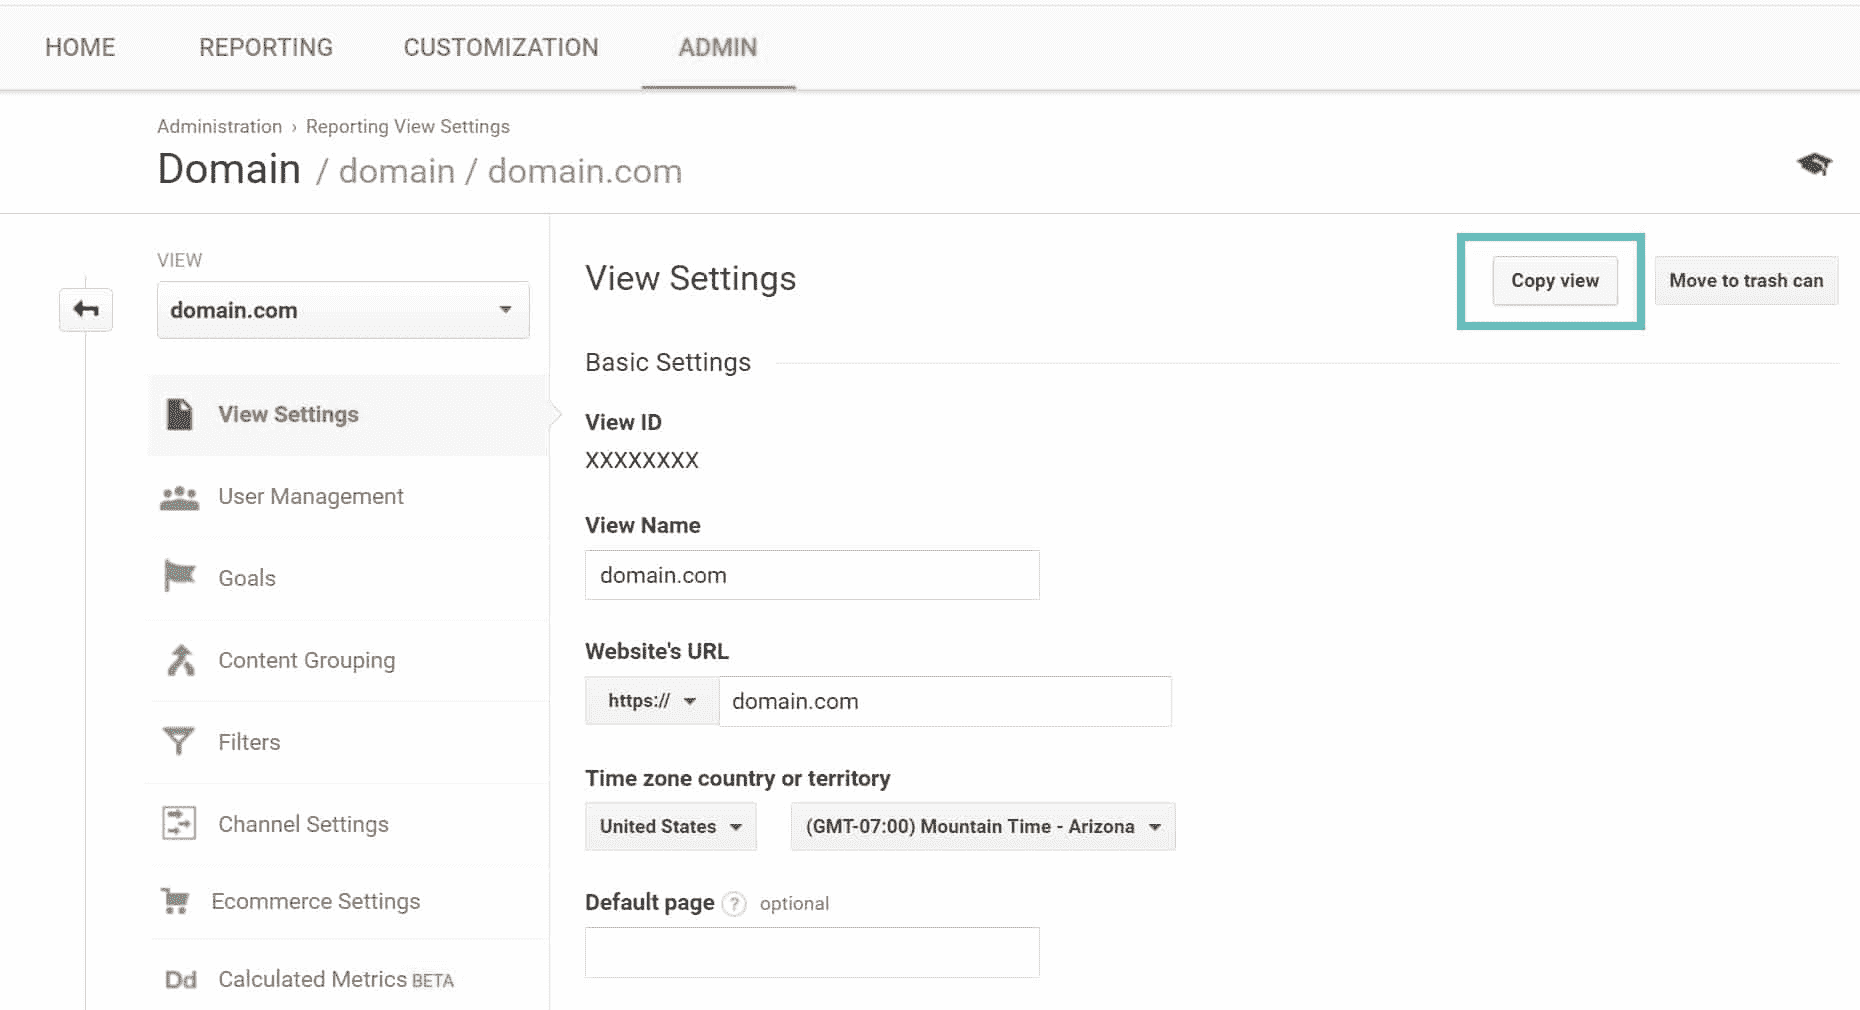 HOME REPORTING CUSTOMIZATION ADMIN
Administration › Reporting View Settings
Domain / domain / domain.com
VIEW
domain.com
View Settings
User Management
Goals
Content Grouping
Filters
Channel Settings
Ecommerce Settings
Dd Calculated Metrics BETA
View Settings
Copy view
Move to trash can
Basic Settings
View ID
XXXXXXXX
View Name
domain.com
Website's URL
https:// domain.com
Time zone country or territory
United States (GMT-07:00) Mountain Time - Arizona
Default page ? optional